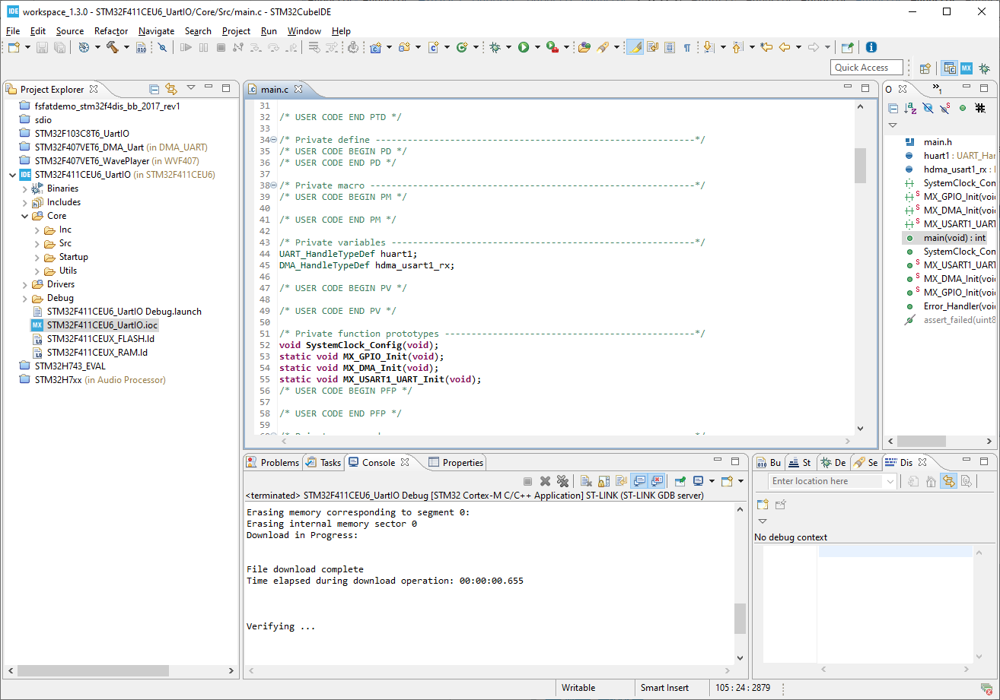 IDE workspace_1.3.0 - STM32F411CEU6_UartIO/Core/Src/main.c - STM32CubeIDE
File Edit Source Refactor Navigate Search Project Run Window Help
Quick Access
MX
Project Explorer
fsfatdemo_stm32f4dis_bb_2017_rev1
sdio
STM32F103C8T6_UartIO
STM32F407VET6_DMA_Uart (in DMA_UART)
STM32F407VET6_WavePlayer (in WVF407)
IDE STM32F411CEU6_UartIO (in STM32F411CEU6)
Binaries
Includes
Core
Inc
Src
Startup
Utils
Drivers
Debug
STM32F411CEU6_UartIO Debug.launch
MX STM32F411CEU6_UartIO.ioc
STM32F411CEUX_FLASH.ld
STM32F411CEUX_RAM.ld
STM32H743_EVAL
STM32H7xx (in Audio Processor)
main.c
31
32 /* USER CODE END PTD */
33
34 /* Private define ------------------------------------------------------------*/
35 /* USER CODE BEGIN PD */
36 /* USER CODE END PD */
37
38 /* Private macro -------------------------------------------------------------*/
39 /* USER CODE BEGIN PM */
40
41 /* USER CODE END PM */
42
43 /* Private variables ---------------------------------------------------------*/
44 UART_HandleTypeDef huart1;
45 DMA_HandleTypeDef hdma_usart1_rx;
46
47 /* USER CODE BEGIN PV */
48
49 /* USER CODE END PV */
50
51 /* Private function prototypes -----------------------------------------------*/
52 void SystemClock_Config(void);
53 static void MX_GPIO_Init(void);
54 static void MX_DMA_Init(void);
55 static void MX_USART1_UART_Init(void);
56 /* USER CODE BEGIN PFP */
57
58 /* USER CODE END PFP */
59
O
main.h
huart1 : UART_Har
hdma_usart1_rx :
SystemClock_Con
MX_GPIO_Init(voi
MX_DMA_Init(voi
MX_USART1_UART
main(void) : int
SystemClock_Con
MX_USART1_UART
MX_DMA_Init(voi
MX_GPIO_Init(voi
Error_Handler(voi
assert_failed(uint8
Problems Tasks Console Properties
<terminated> STM32F411CEU6_UartIO Debug [STM32 Cortex-M C/C++ Application] ST-LINK (ST-LINK GDB server)
Erasing memory corresponding to segment 0:
Erasing internal memory sector 0
Download in Progress:
File download complete
Time elapsed during download operation: 00:00:00.655
Verifying ...
Bu St De Se Dis
Enter location here
No debug context
Writable Smart Insert 105 : 24 : 2879